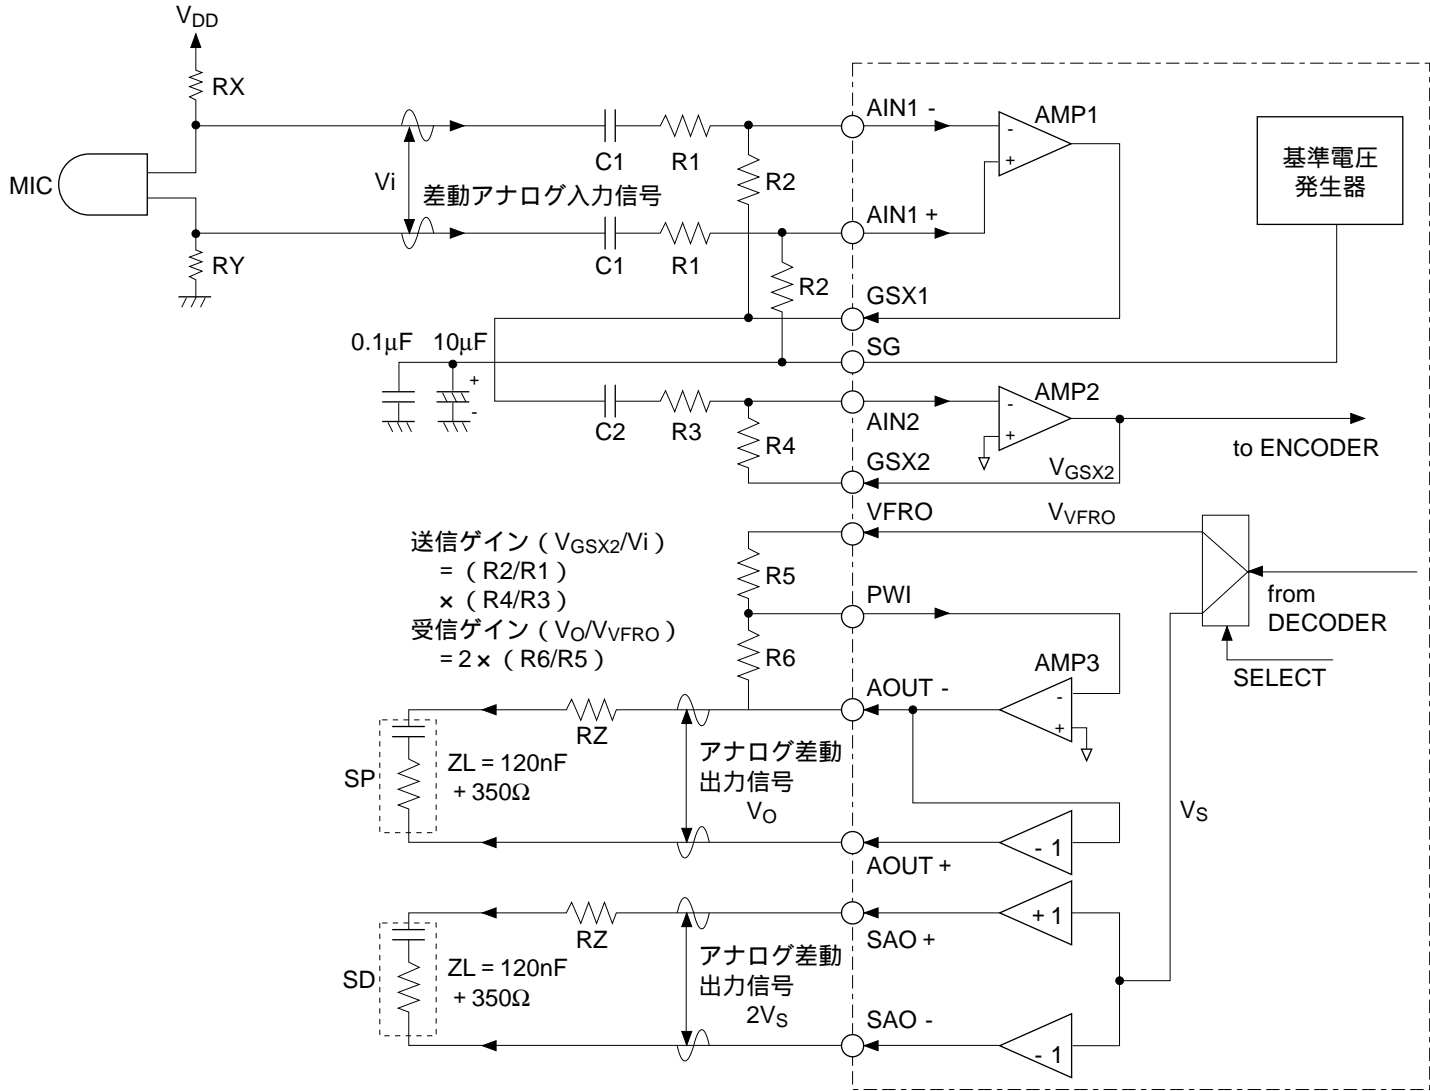 VDD
RX
MIC
Vi
差動アナログ入力信号
RY
C1
R1
R2
C1
R1
R2
AIN1 -
AMP1
-
+
AIN1 +
GSX1
SG
基準電圧
発生器
0.1μF
10μF
+
-
C2
R3
R4
AIN2
AMP2
-
+
GSX2
VGSX2
to ENCODER
VFRO
VVFRO
送信ゲイン（VGSX2/Vi）
=（R2/R1）
×（R4/R3）
受信ゲイン（VO/VVFRO）
= 2 ×（R6/R5）
R5
PWI
R6
from
DECODER
SELECT
AMP3
-
+
AOUT -
RZ
SP
ZL = 120nF
+ 350Ω
アナログ差動
出力信号
VO
AOUT +
- 1
VS
+ 1
SAO +
RZ
SD
ZL = 120nF
+ 350Ω
アナログ差動
出力信号
2VS
SAO -
- 1